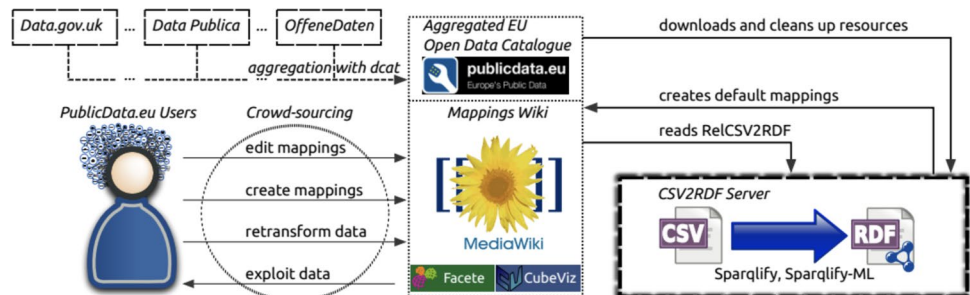 Data.gov.uk ... Data Publica ... OffeneDaten
... ...
aggregation with dcat
Aggregated EU
Open Data Catalogue
publicdata.eu
Europe's Public Data
downloads and cleans up resources
PublicData.eu Users
Crowd-sourcing
edit mappings
create mappings
retransform data
exploit data
Mappings Wiki
[[ ]]
MediaWiki
Facete
CubeViz
creates default mappings
reads RelCSV2RDF
CSV2RDF Server
CSV
RDF
Sparqlify, Sparqlify-ML